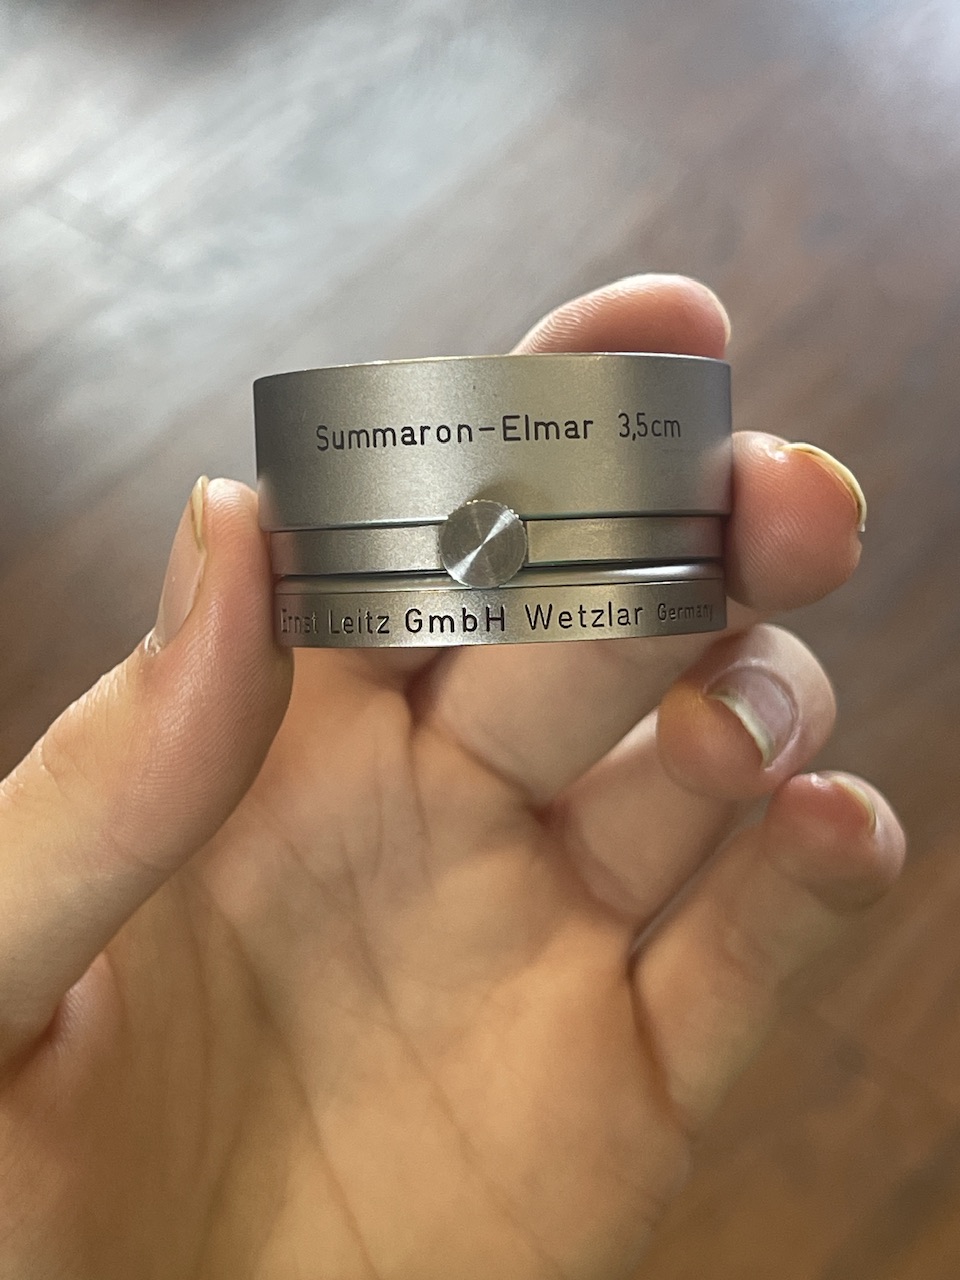 Summaron-Elmar 3,5cm
Ernst Leitz GmbH Wetzlar Germany